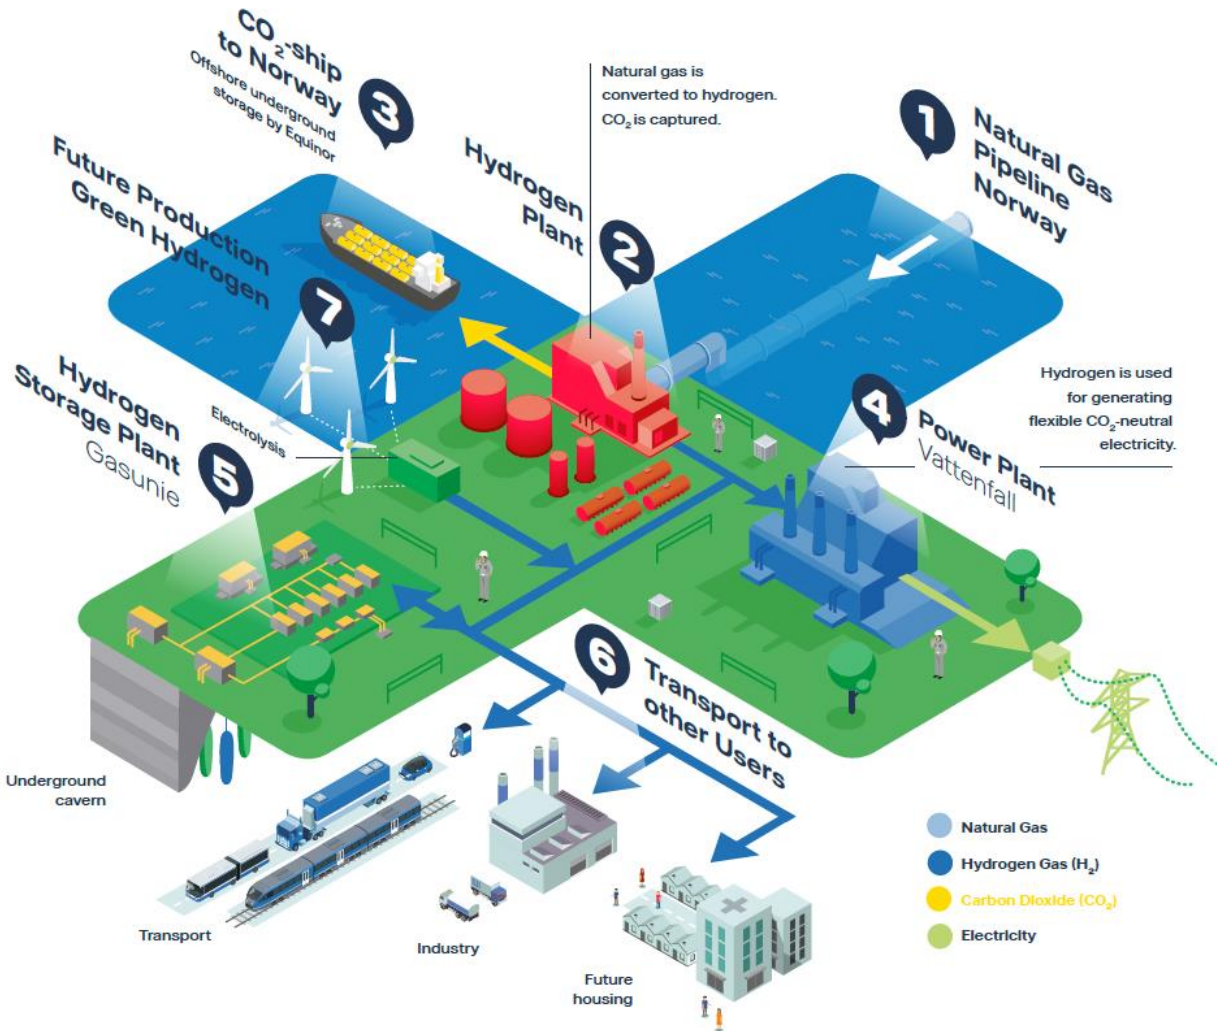 CO₂-ship
to Norway
Offshore underground
storage by Equinor
3
Natural gas is
converted to hydrogen.
CO₂ is captured.
1
Natural Gas
Pipeline
Norway
Hydrogen
Plant
2
Future Production
Green Hydrogen
7
Hydrogen
Storage Plant
Gasunie
5
Electrolysis
4
Power Plant
Vattenfall
Hydrogen is used
for generating
flexible CO₂-neutral
electricity.
6
Transport to
other Users
Underground
cavern
Transport
Industry
Future
housing
Natural Gas
Hydrogen Gas (H₂)
Carbon Dioxide (CO₂)
Electricity